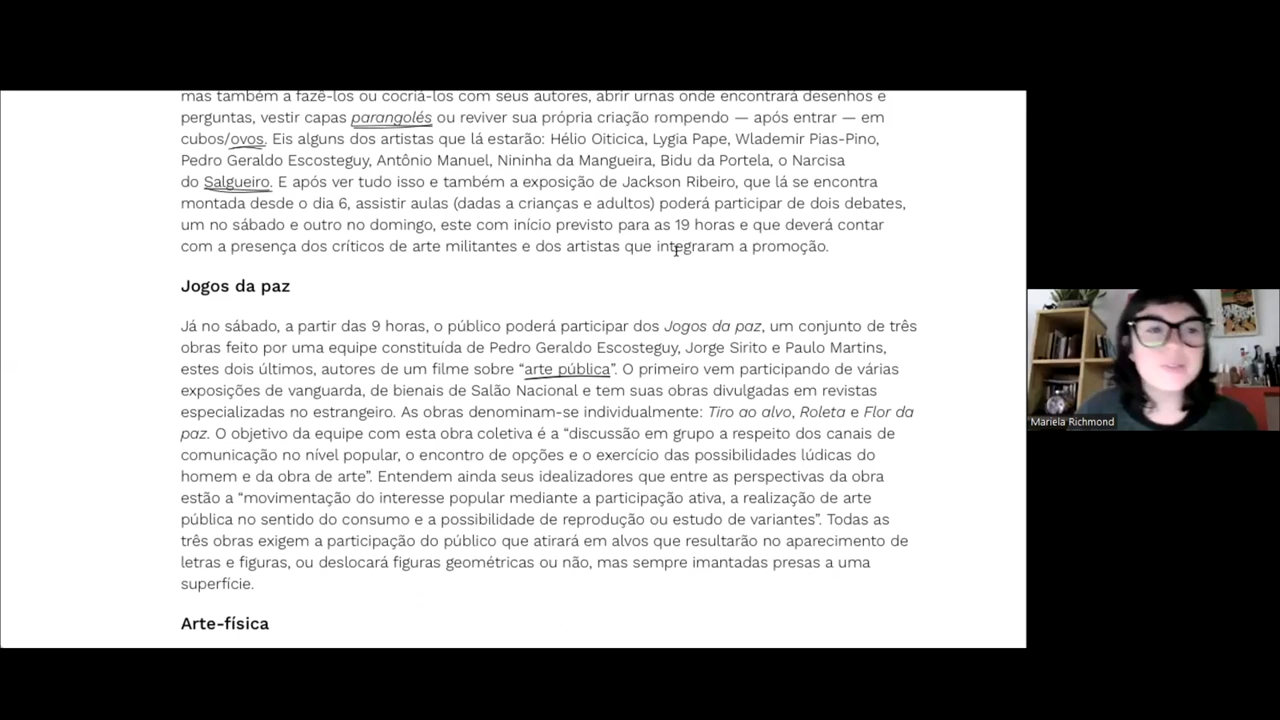 mas também a fazê-los ou cocriá-los com seus autores, abrir urnas onde encontrará desenhos e
perguntas, vestir capas parangolés ou reviver sua própria criação rompendo — após entrar — em
cubos/ovos. Eis alguns dos artistas que lá estarão: Hélio Oiticica, Lygia Pape, Wlademir Pias-Pino,
Pedro Geraldo Escosteguy, Antônio Manuel, Nininha da Mangueira, Bidu da Portela, o Narcisa
do Salgueiro. E após ver tudo isso e também a exposição de Jackson Ribeiro, que lá se encontra
montada desde o dia 6, assistir aulas (dadas a crianças e adultos) poderá participar de dois debates,
um no sábado e outro no domingo, este com início previsto para as 19 horas e que deverá contar
com a presença dos críticos de arte militantes e dos artistas que integraram a promoção.
Jogos da paz
Já no sábado, a partir das 9 horas, o público poderá participar dos Jogos da paz, um conjunto de três
obras feito por uma equipe constituída de Pedro Geraldo Escosteguy, Jorge Sirito e Paulo Martins,
estes dois últimos, autores de um filme sobre “arte pública”. O primeiro vem participando de várias
exposições de vanguarda, de bienais de Salão Nacional e tem suas obras divulgadas em revistas
especializadas no estrangeiro. As obras denominam-se individualmente: Tiro ao alvo, Roleta e Flor da
paz. O objetivo da equipe com esta obra coletiva é a “discussão em grupo a respeito dos canais de
comunicação no nível popular, o encontro de opções e o exercício das possibilidades lúdicas do
homem e da obra de arte”. Entendem ainda seus idealizadores que entre as perspectivas da obra
estão a “movimentação do interesse popular mediante a participação ativa, a realização de arte
pública no sentido do consumo e a possibilidade de reprodução ou estudo de variantes”. Todas as
três obras exigem a participação do público que atirará em alvos que resultarão no aparecimento de
letras e figuras, ou deslocará figuras geométricas ou não, mas sempre imantadas presas a uma
superfície.
Arte-física
Mariela Richmond